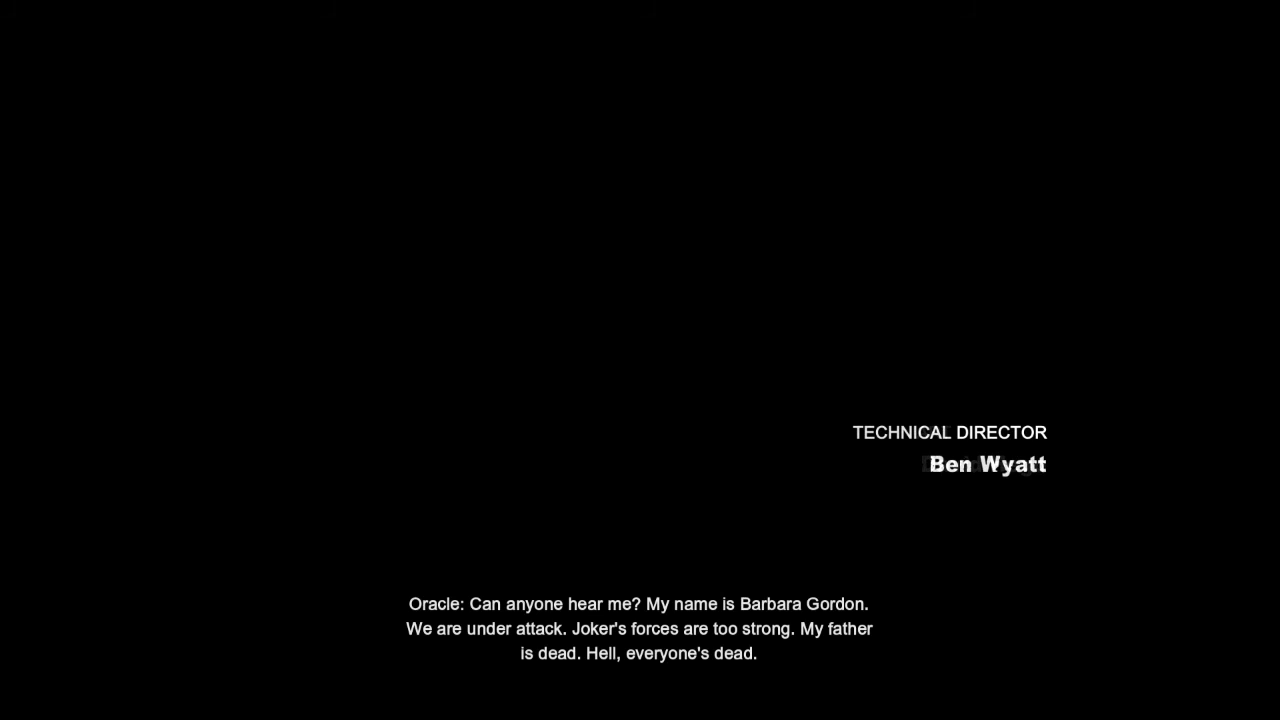 TECHNICAL DIRECTOR
Ben Wyatt
Oracle: Can anyone hear me? My name is Barbara Gordon.
We are under attack. Joker's forces are too strong. My father
is dead. Hell, everyone's dead.